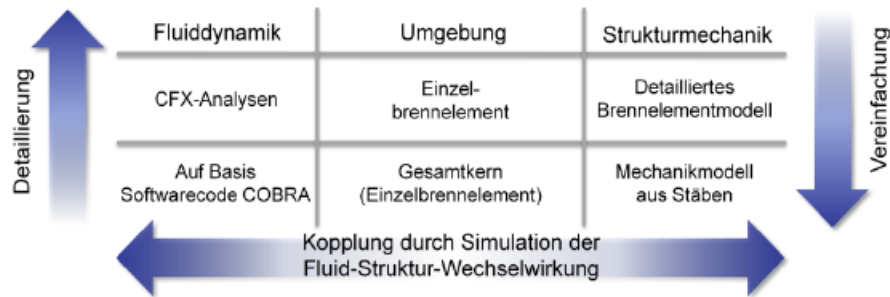 Fluiddynamik Umgebung Strukturmechanik
Detaillierung
Vereinfachung
CFX-Analysen
Einzel-
brennelement
Detailliertes
Brennelementmodell
Auf Basis
Softwarecode COBRA
Gesamtkern
(Einzelbrennelement)
Mechanikmodell
aus Stäben
Kopplung durch Simulation der
Fluid-Struktur-Wechselwirkung